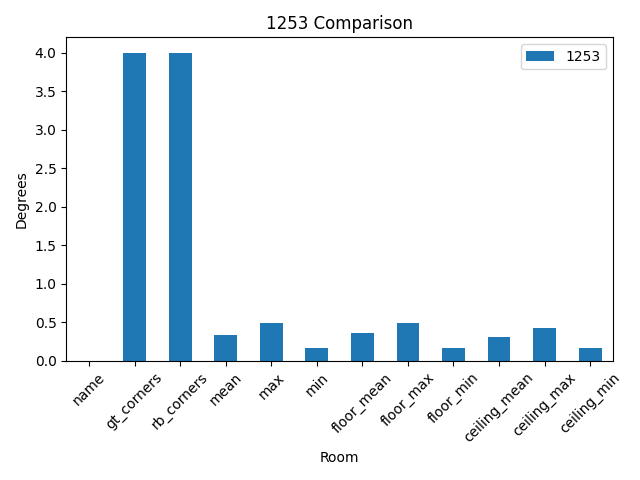 1253 Comparison
1253
Degrees
4.0
3.5
3.0
2.5
2.0
1.5
1.0
0.5
0.0
name
gt_corners
rb_corners
mean
max
min
floor_mean
floor_max
floor_min
ceiling_mean
ceiling_max
ceiling_min
Room